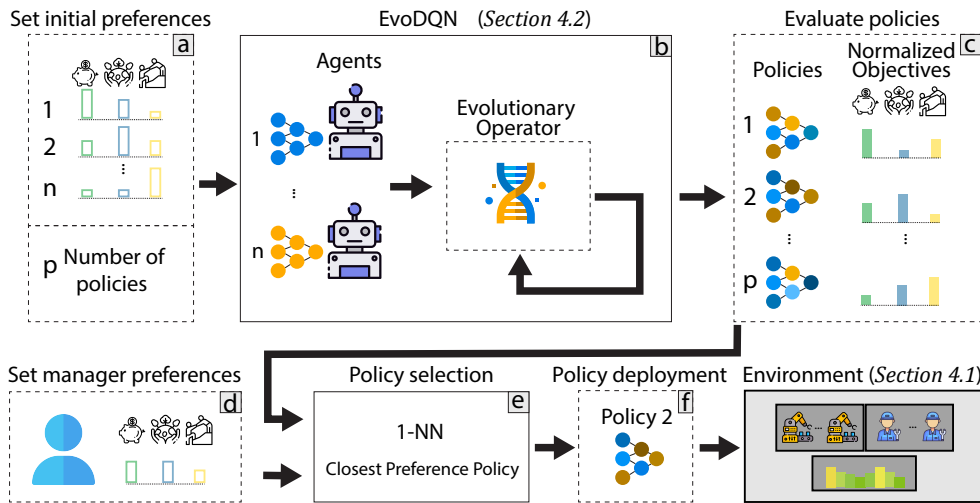 Set initial preferences
a
1
2
⋮
n
p Number of
policies
EvoDQN (Section 4.2)
b
Agents
1
⋮
n
Evolutionary
Operator
Evaluate policies
c
Policies
Normalized
Objectives
1
2
⋮
⋮
p
Set manager preferences
d
Policy selection
e
1-NN
Closest Preference Policy
Policy deployment
f
Policy 2
Environment (Section 4.1)
... ...